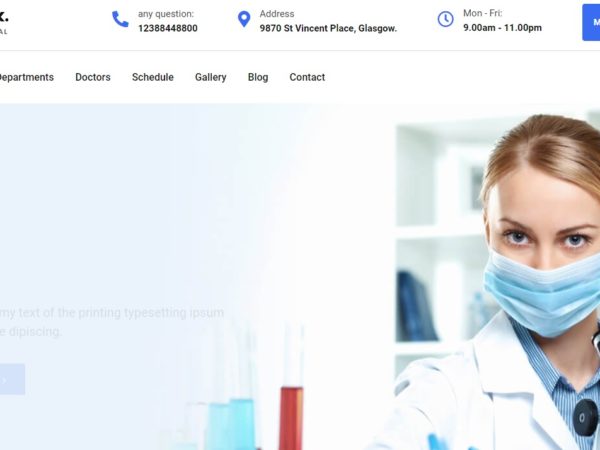 any question:
12388448800
Address
9870 St Vincent Place, Glasgow.
Mon - Fri:
9.00am - 11.00pm
Departments
Doctors
Schedule
Gallery
Blog
Contact
my text of the printing typesetting ipsum
dipiscing.